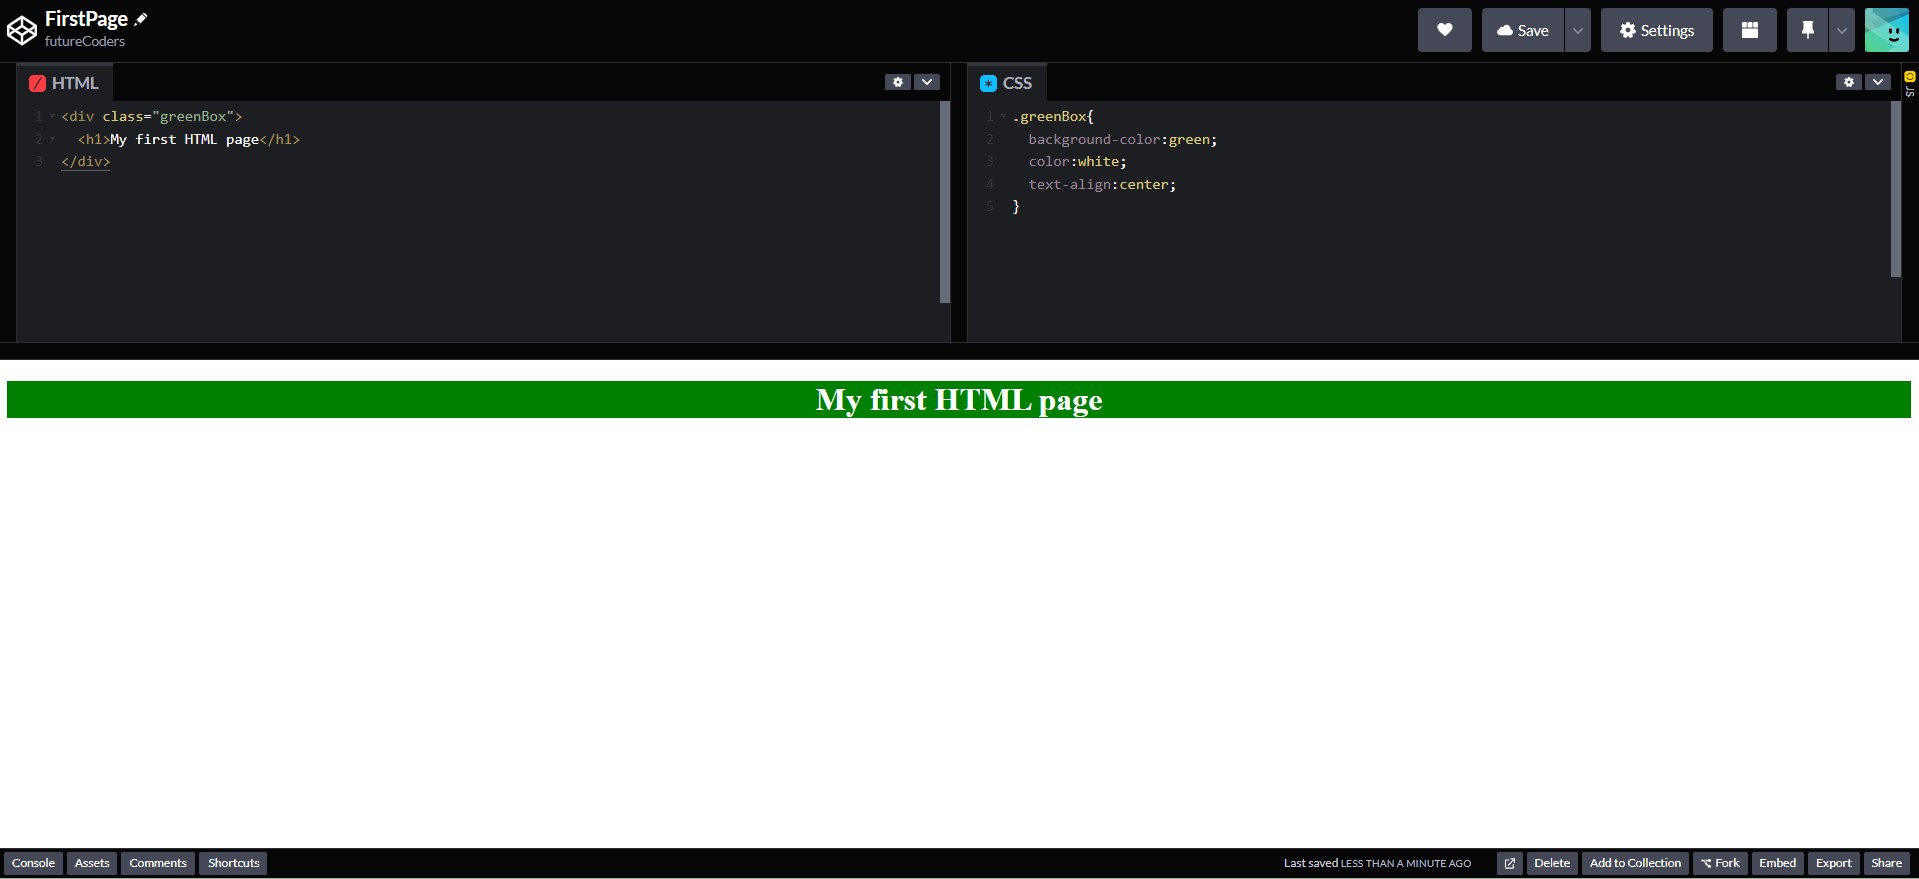 FirstPage
futureCoders
Save
Settings
HTML
1 <div class="greenBox">
2 <h1>My first HTML page</h1>
3 </div>
CSS
1 .greenBox{
2 background-color:green;
3 color:white;
4 text-align:center;
5 }
JS
My first HTML page
Console Assets Comments Shortcuts
Last saved LESS THAN A MINUTE AGO Delete Add to Collection Fork Embed Export Share